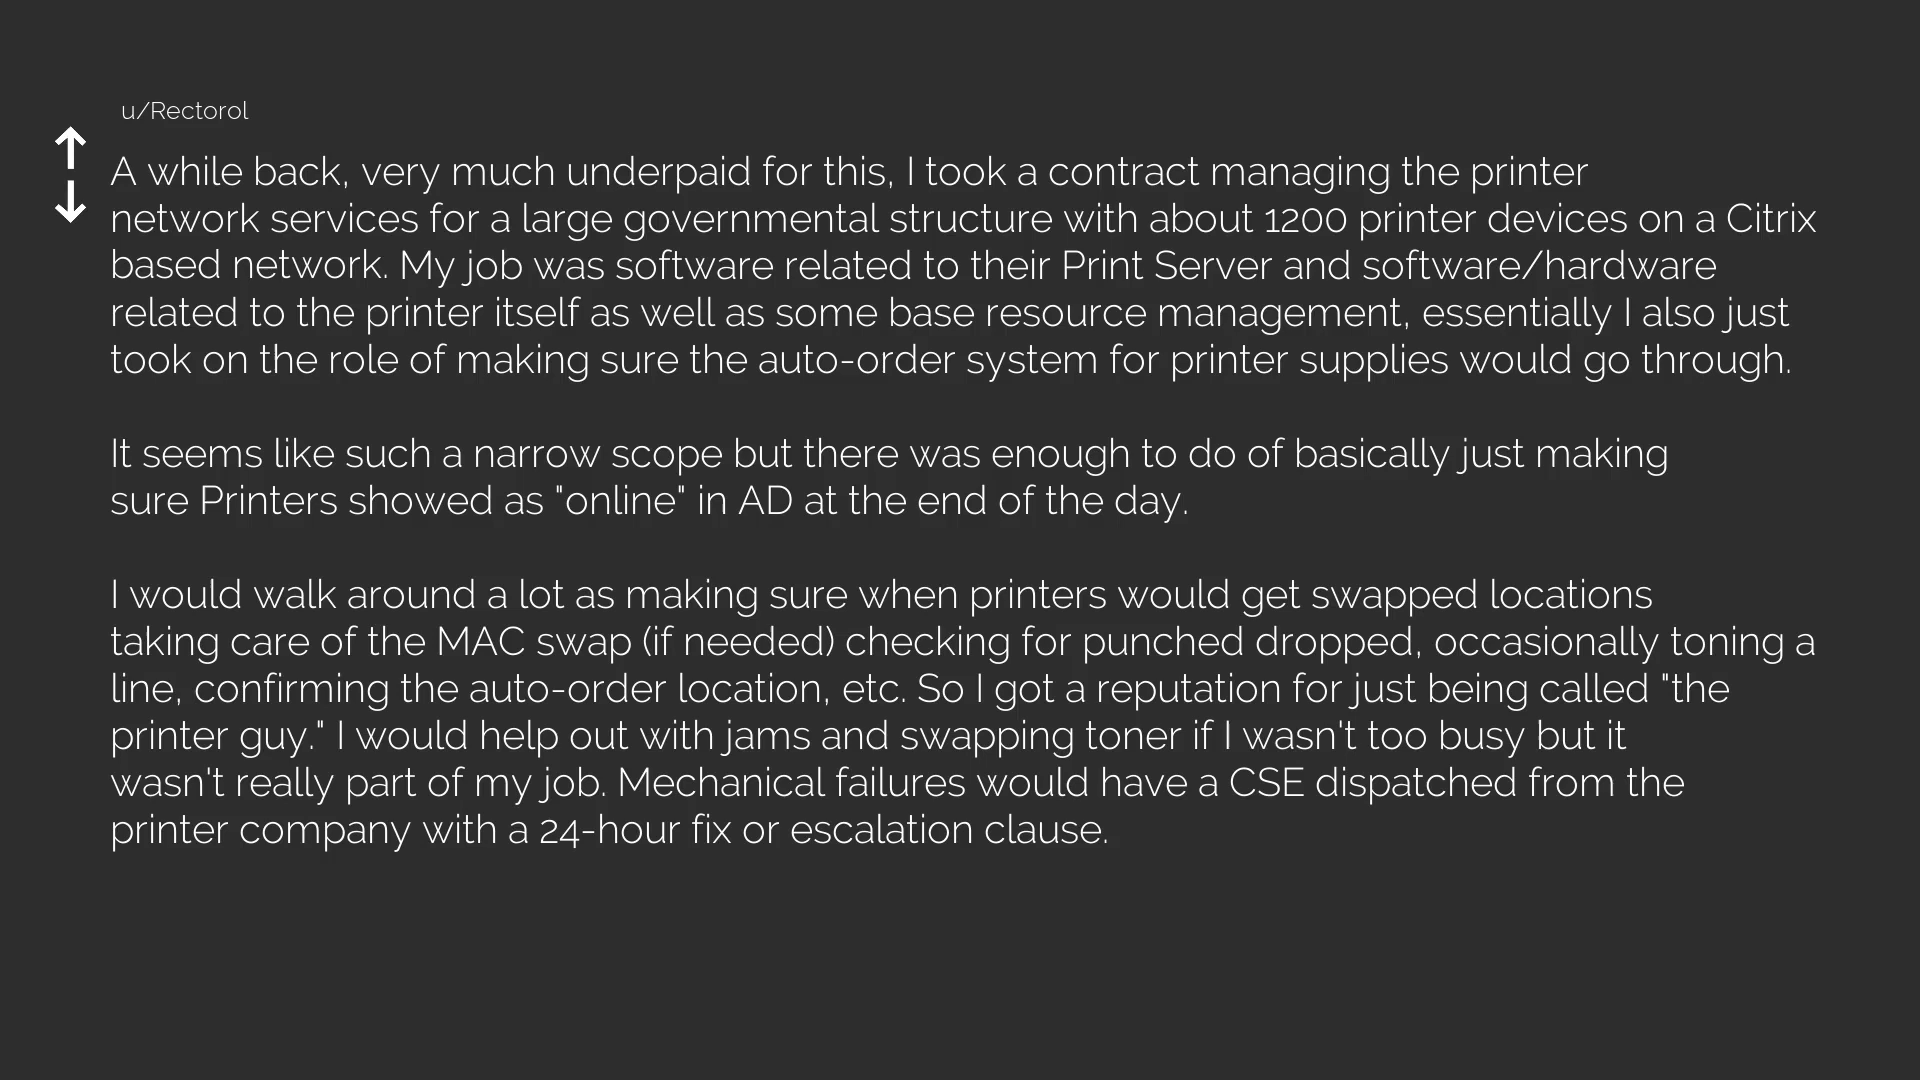 u/Rectorol
A while back, very much underpaid for this, I took a contract managing the printer
network services for a large governmental structure with about 1200 printer devices on a Citrix
based network. My job was software related to their Print Server and software/hardware
related to the printer itself as well as some base resource management, essentially I also just
took on the role of making sure the auto-order system for printer supplies would go through.
It seems like such a narrow scope but there was enough to do of basically just making
sure Printers showed as "online" in AD at the end of the day.
I would walk around a lot as making sure when printers would get swapped locations
taking care of the MAC swap (if needed) checking for punched dropped, occasionally toning a
line, confirming the auto-order location, etc. So I got a reputation for just being called "the
printer guy." I would help out with jams and swapping toner if I wasn't too busy but it
wasn't really part of my job. Mechanical failures would have a CSE dispatched from the
printer company with a 24-hour fix or escalation clause.